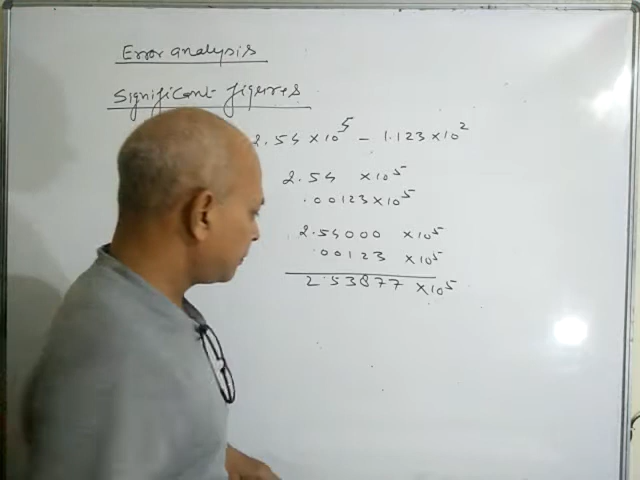 Error analysis
Significant figures
2.54 × 10^5 – 1.123 × 10^2
2.54 × 10^5
.00123 × 10^5
2.54000 × 10^5
.00123 × 10^5
2.53877 × 10^5